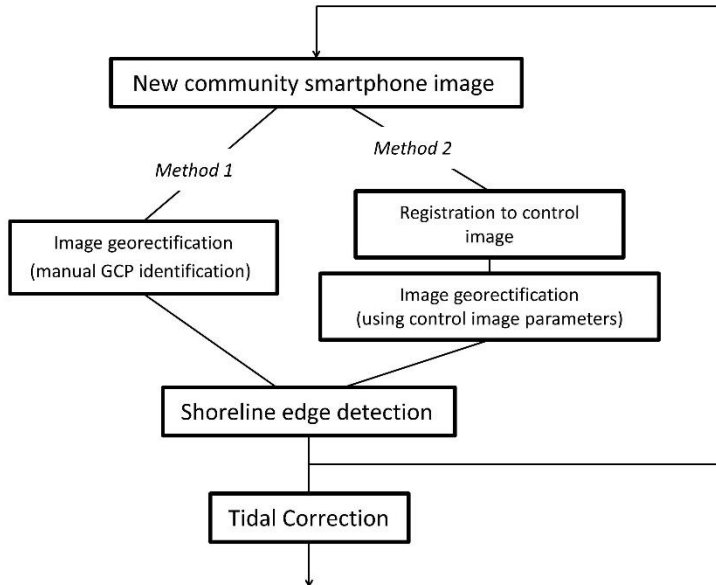 New community smartphone image
Method 1
Method 2
Image georectification
(manual GCP identification)
Registration to control
image
Image georectification
(using control image parameters)
Shoreline edge detection
Tidal Correction